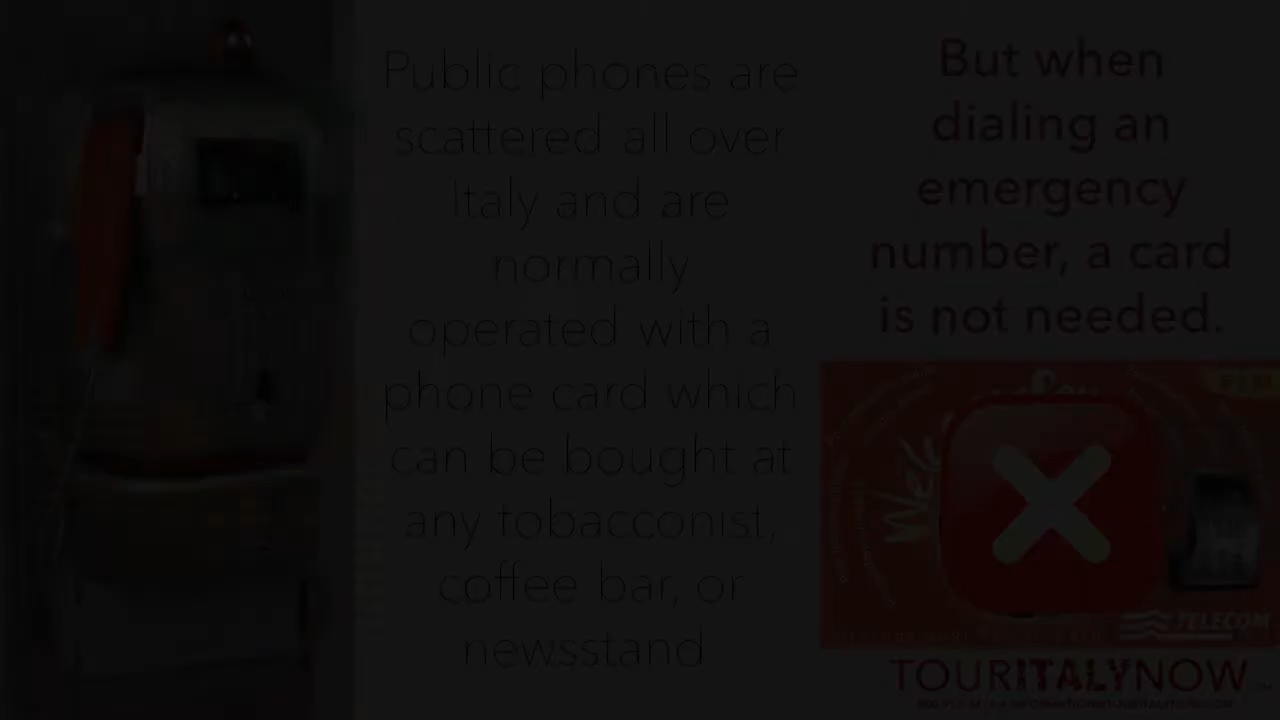 Public phones are
scattered all over
Italy and are
normally
operated with a
phone card which
can be bought at
any tobacconist,
coffee bar, or
newsstand
But when
dialing an
emergency
number, a card
is not needed.
TELECOM
TOURITALYNOW